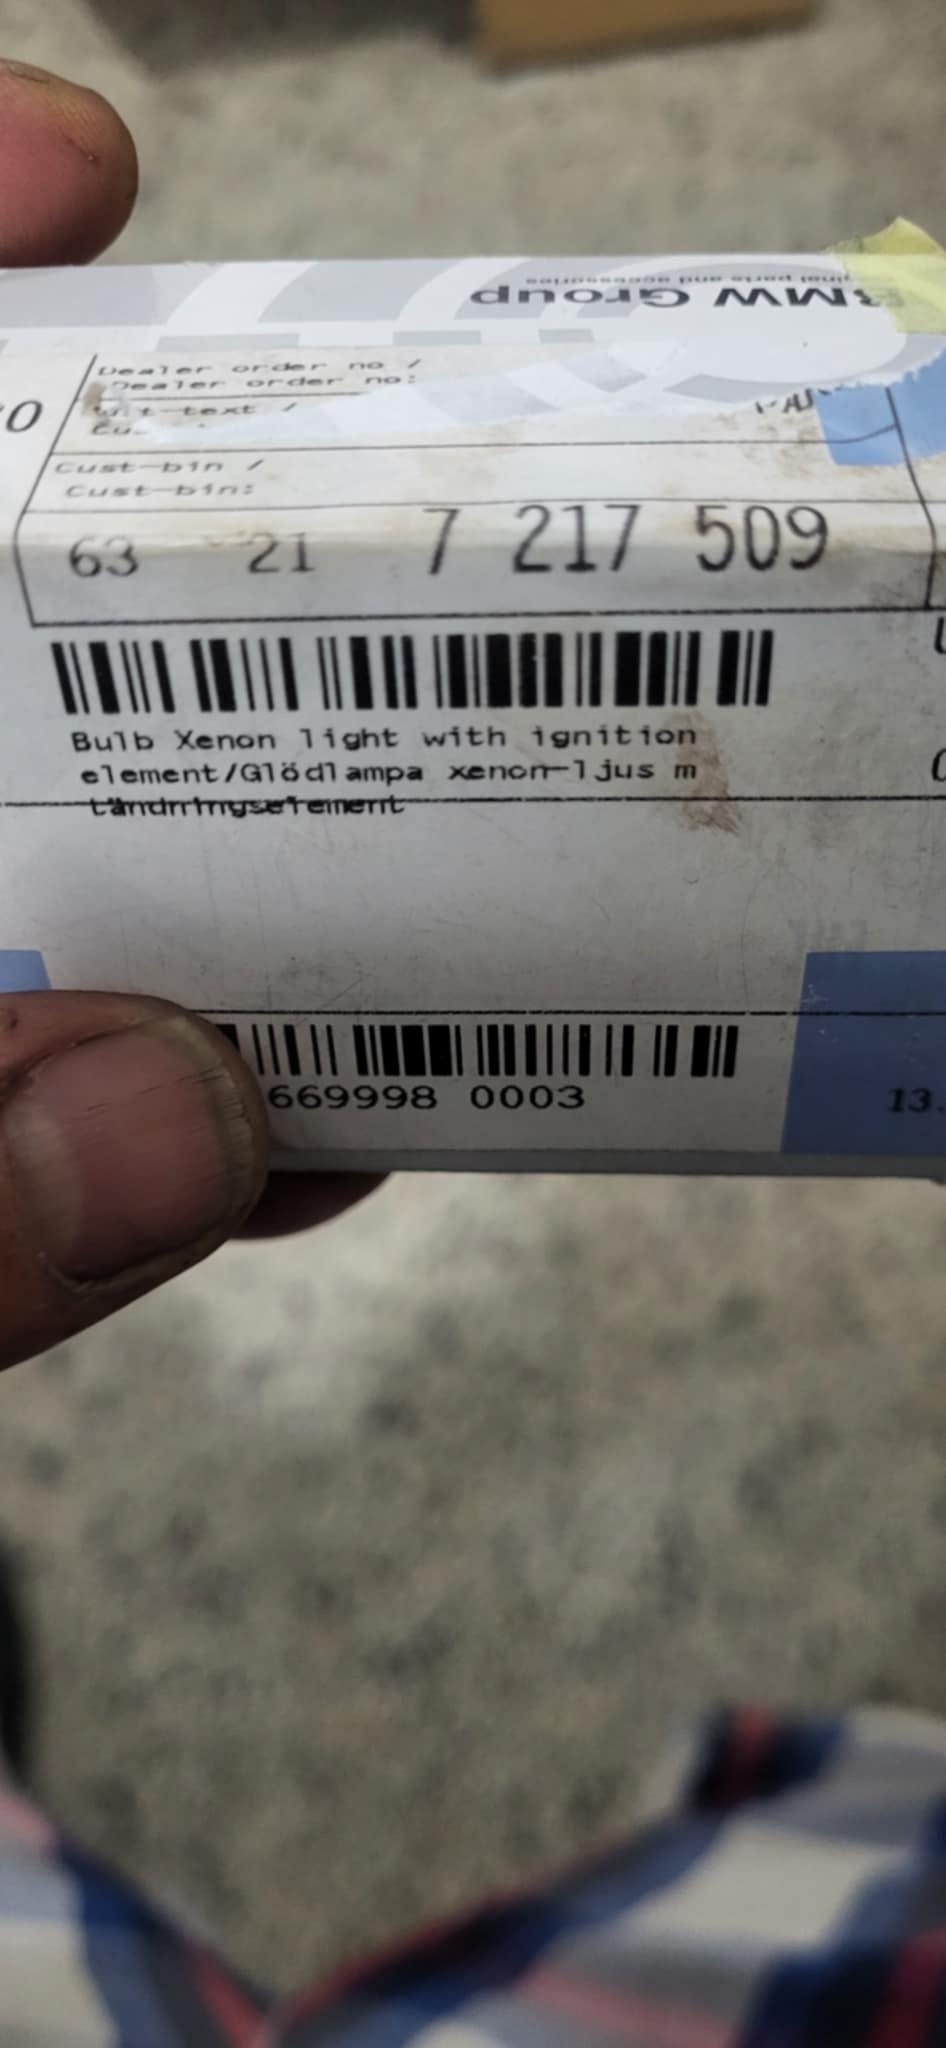 BMW Group
Dealer order no /
Dealer order no:
Cust-bin /
Cust-bin:
63 21 7 217 509
Bulb Xenon light with ignition
element/Glödlampa xenon-ljus m
tändningselement
669998 0003
13.